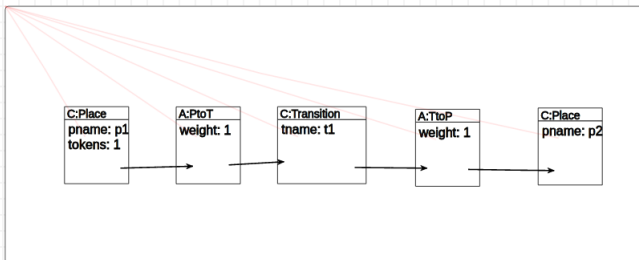 C:Place
pname: p1
tokens: 1
A:PtoT
weight: 1
C:Transition
tname: t1
A:TtoP
weight: 1
C:Place
pname: p2